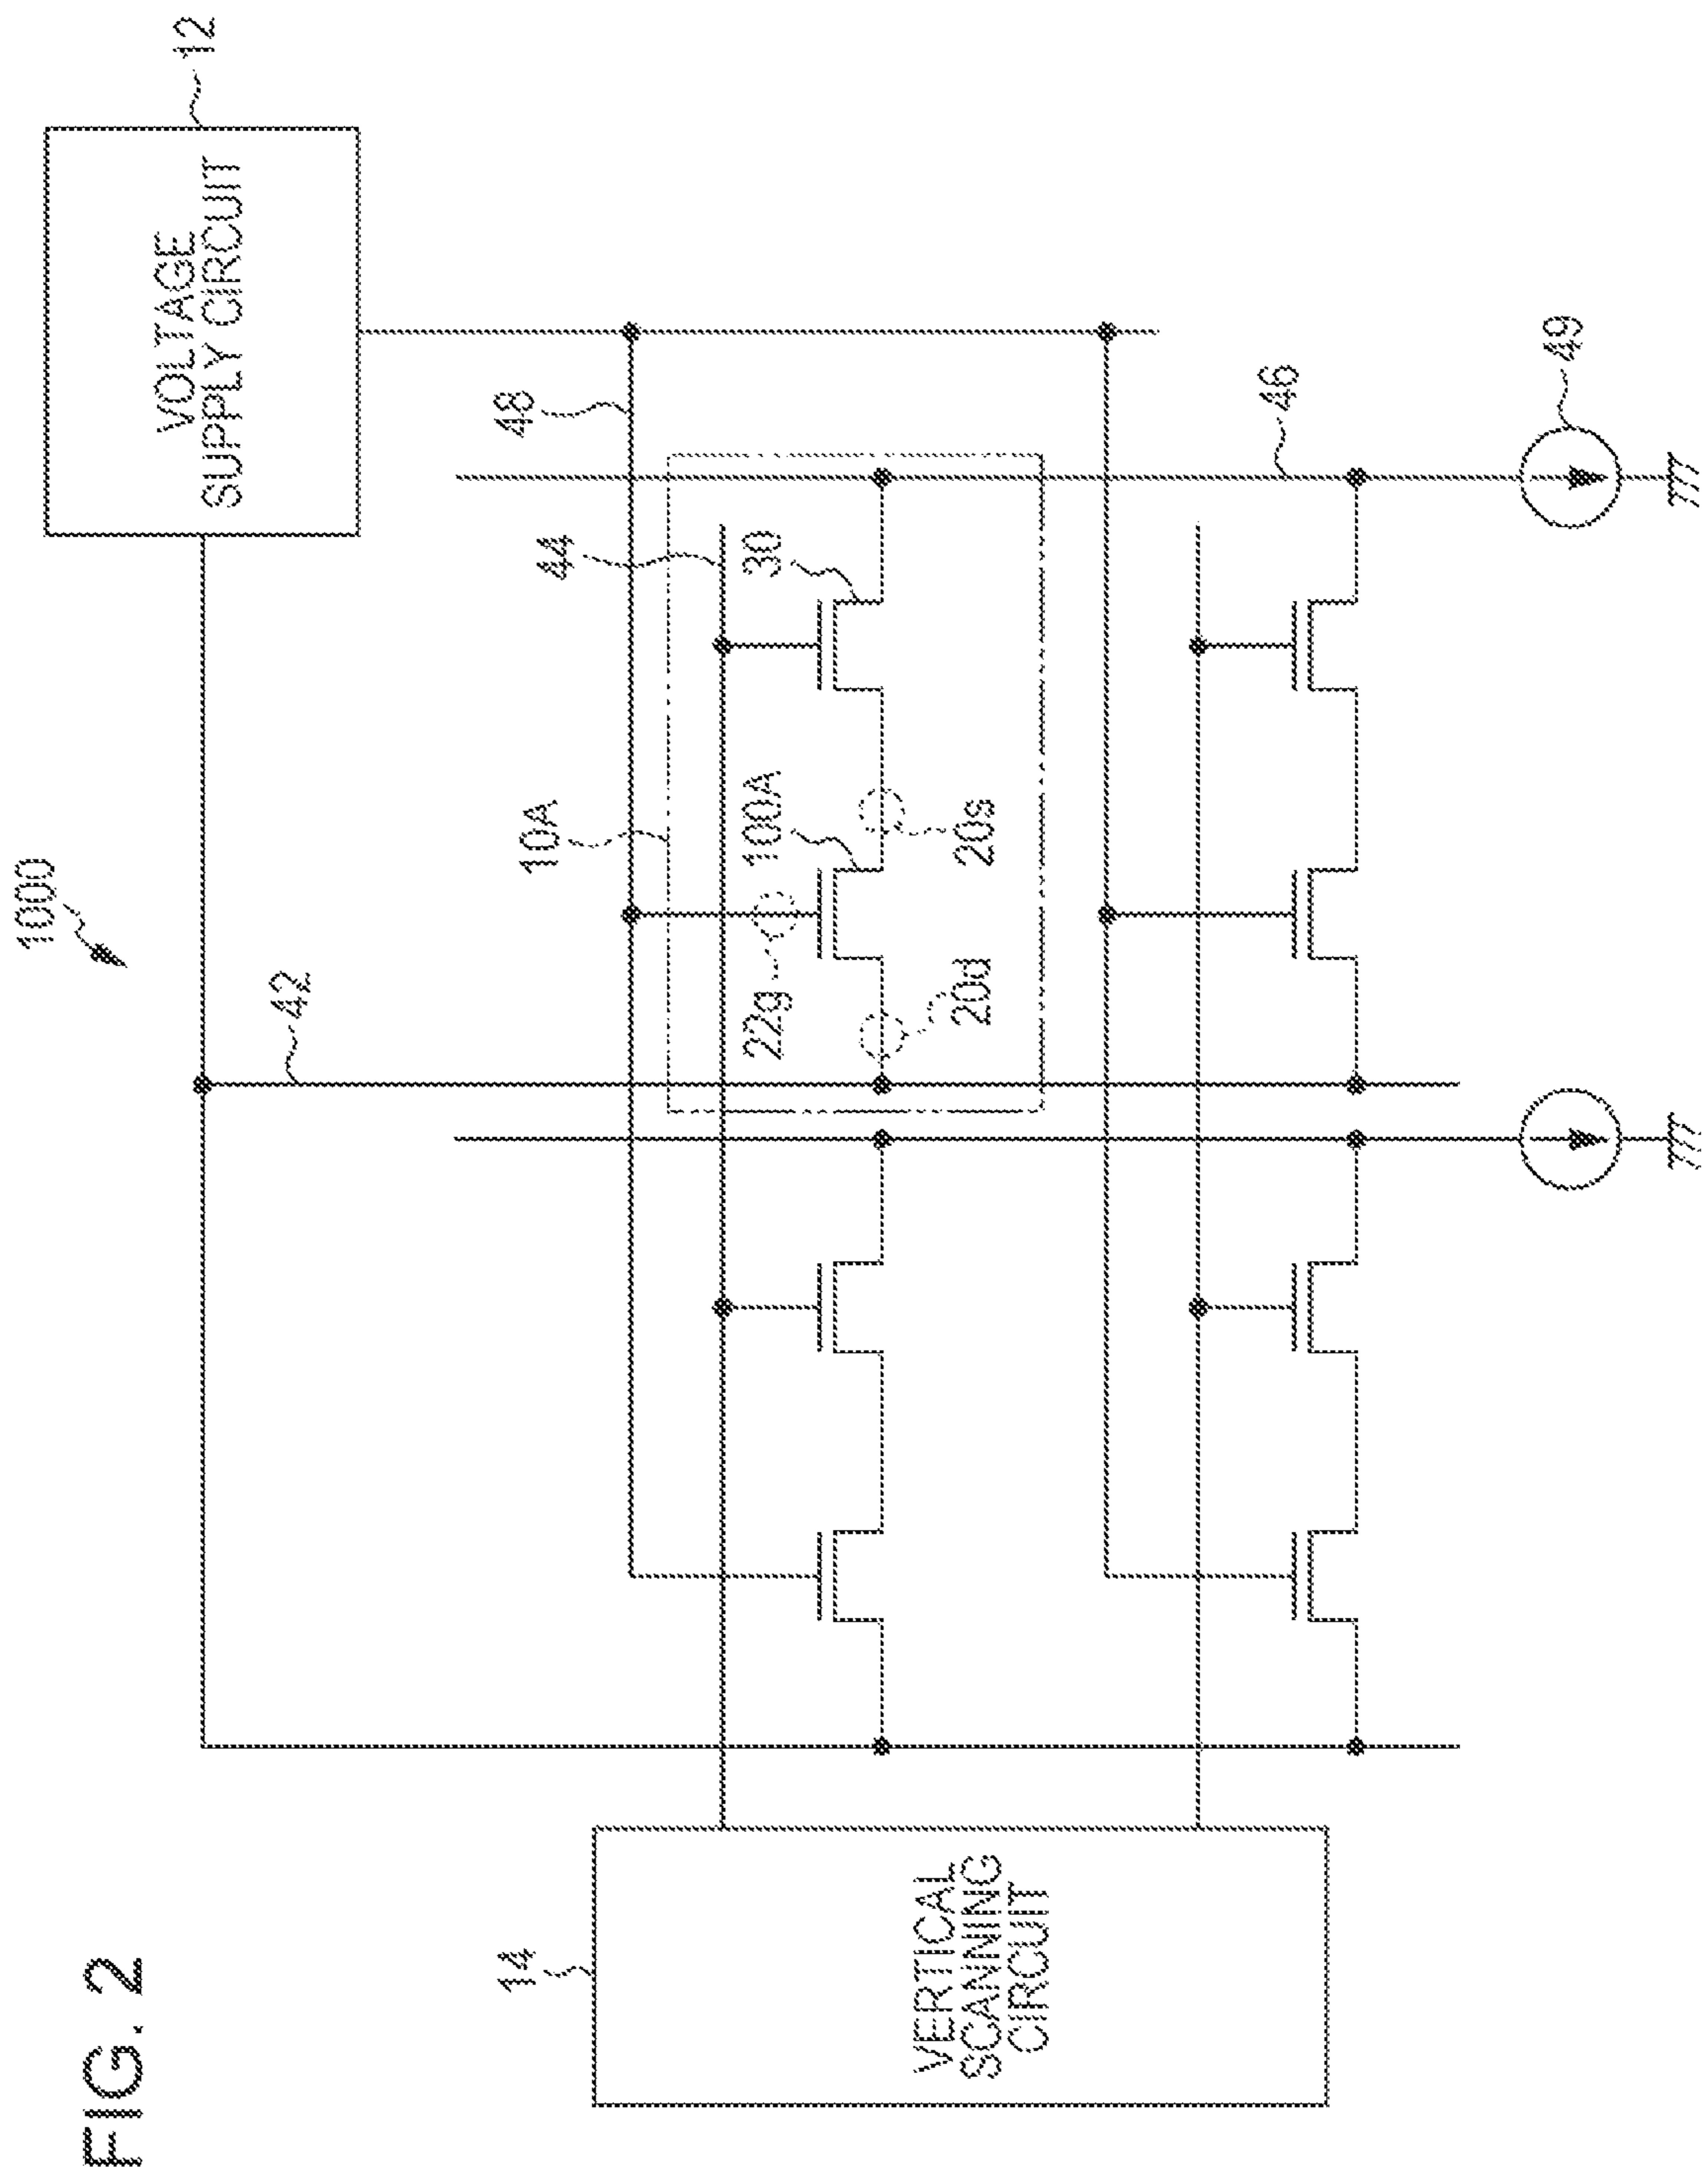 FIG. 2
1000
12
VOLTAGE
SUPPLY CIRCUIT
42
14
VERTICAL
SCANNING
CIRCUIT
10A
48
44
22g
100A
30
20d
20s
46
49